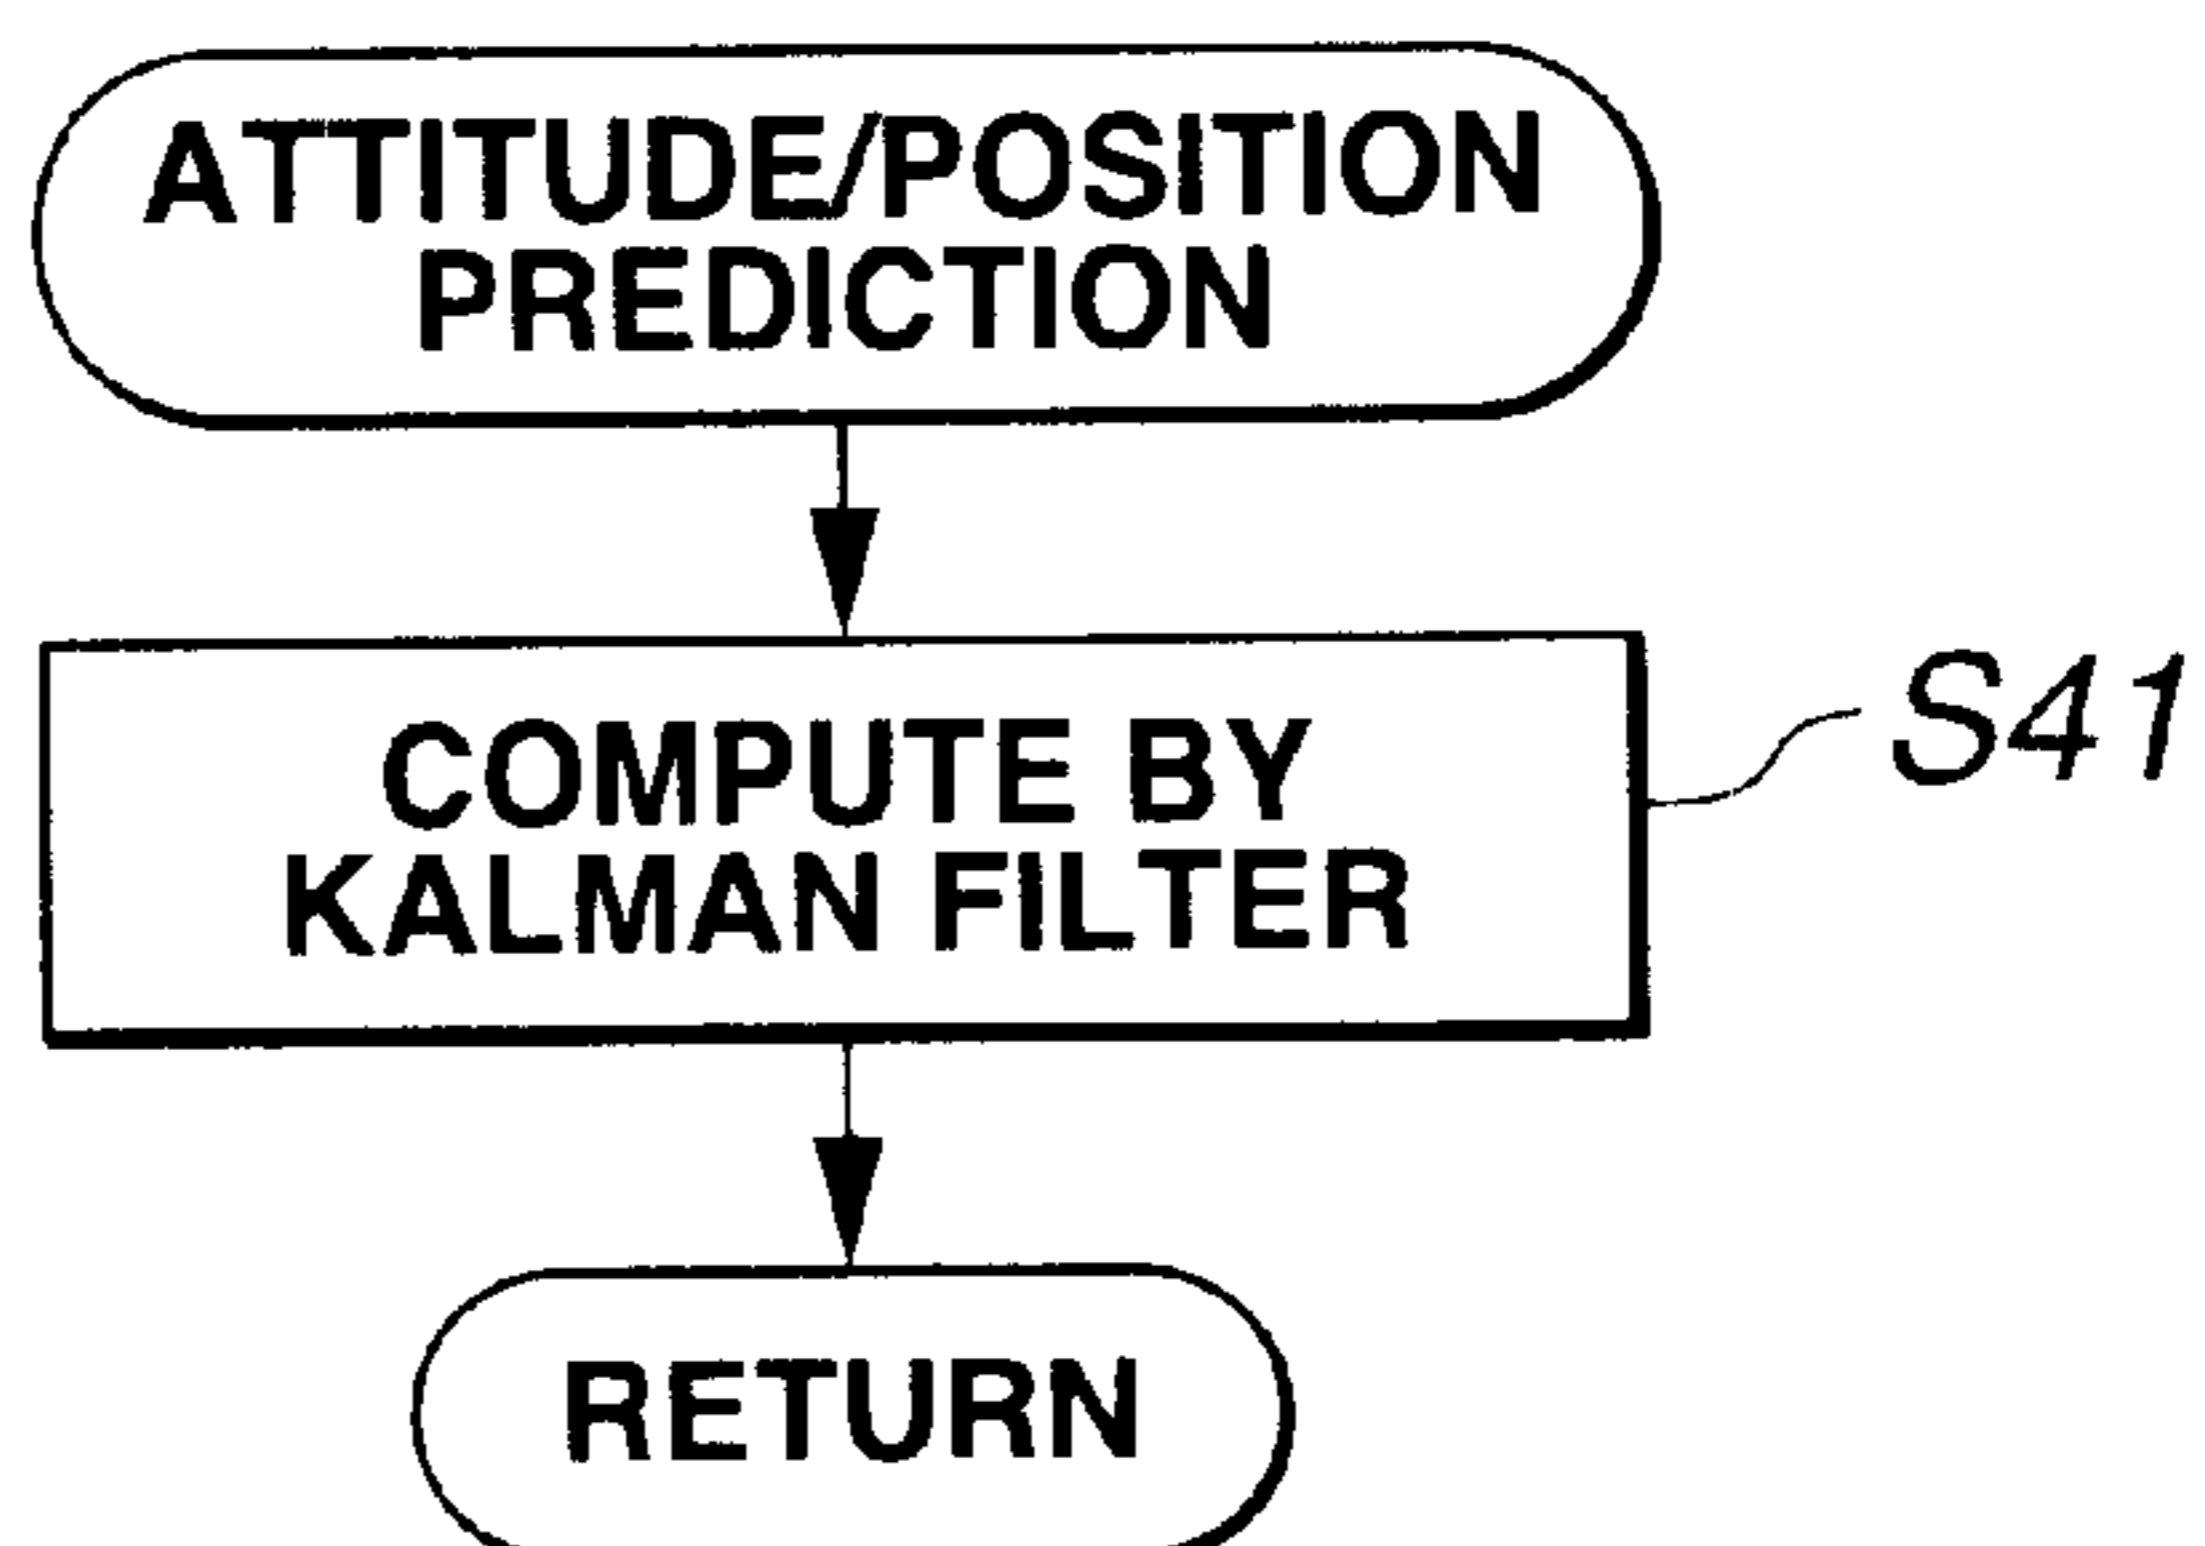 ATTITUDE/POSITION
PREDICTION
COMPUTE BY
KALMAN FILTER
S41
RETURN